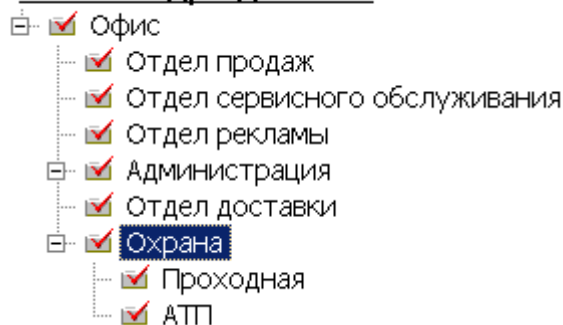 Офис
Отдел продаж
Отдел сервисного обслуживания
Отдел рекламы
Администрация
Отдел доставки
Охрана
Проходная
АТП